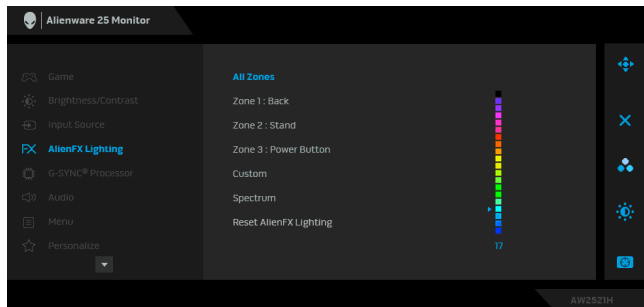 Alienware 25 Monitor
Game
Brightness/Contrast
Input Source
FX AlienFX Lighting
G-SYNC® Processor
Audio
Menu
Personalize
All Zones
Zone 1 : Back
Zone 2 : Stand
Zone 3 : Power Button
Custom
Spectrum
Reset AlienFX Lighting
17
AW2521H